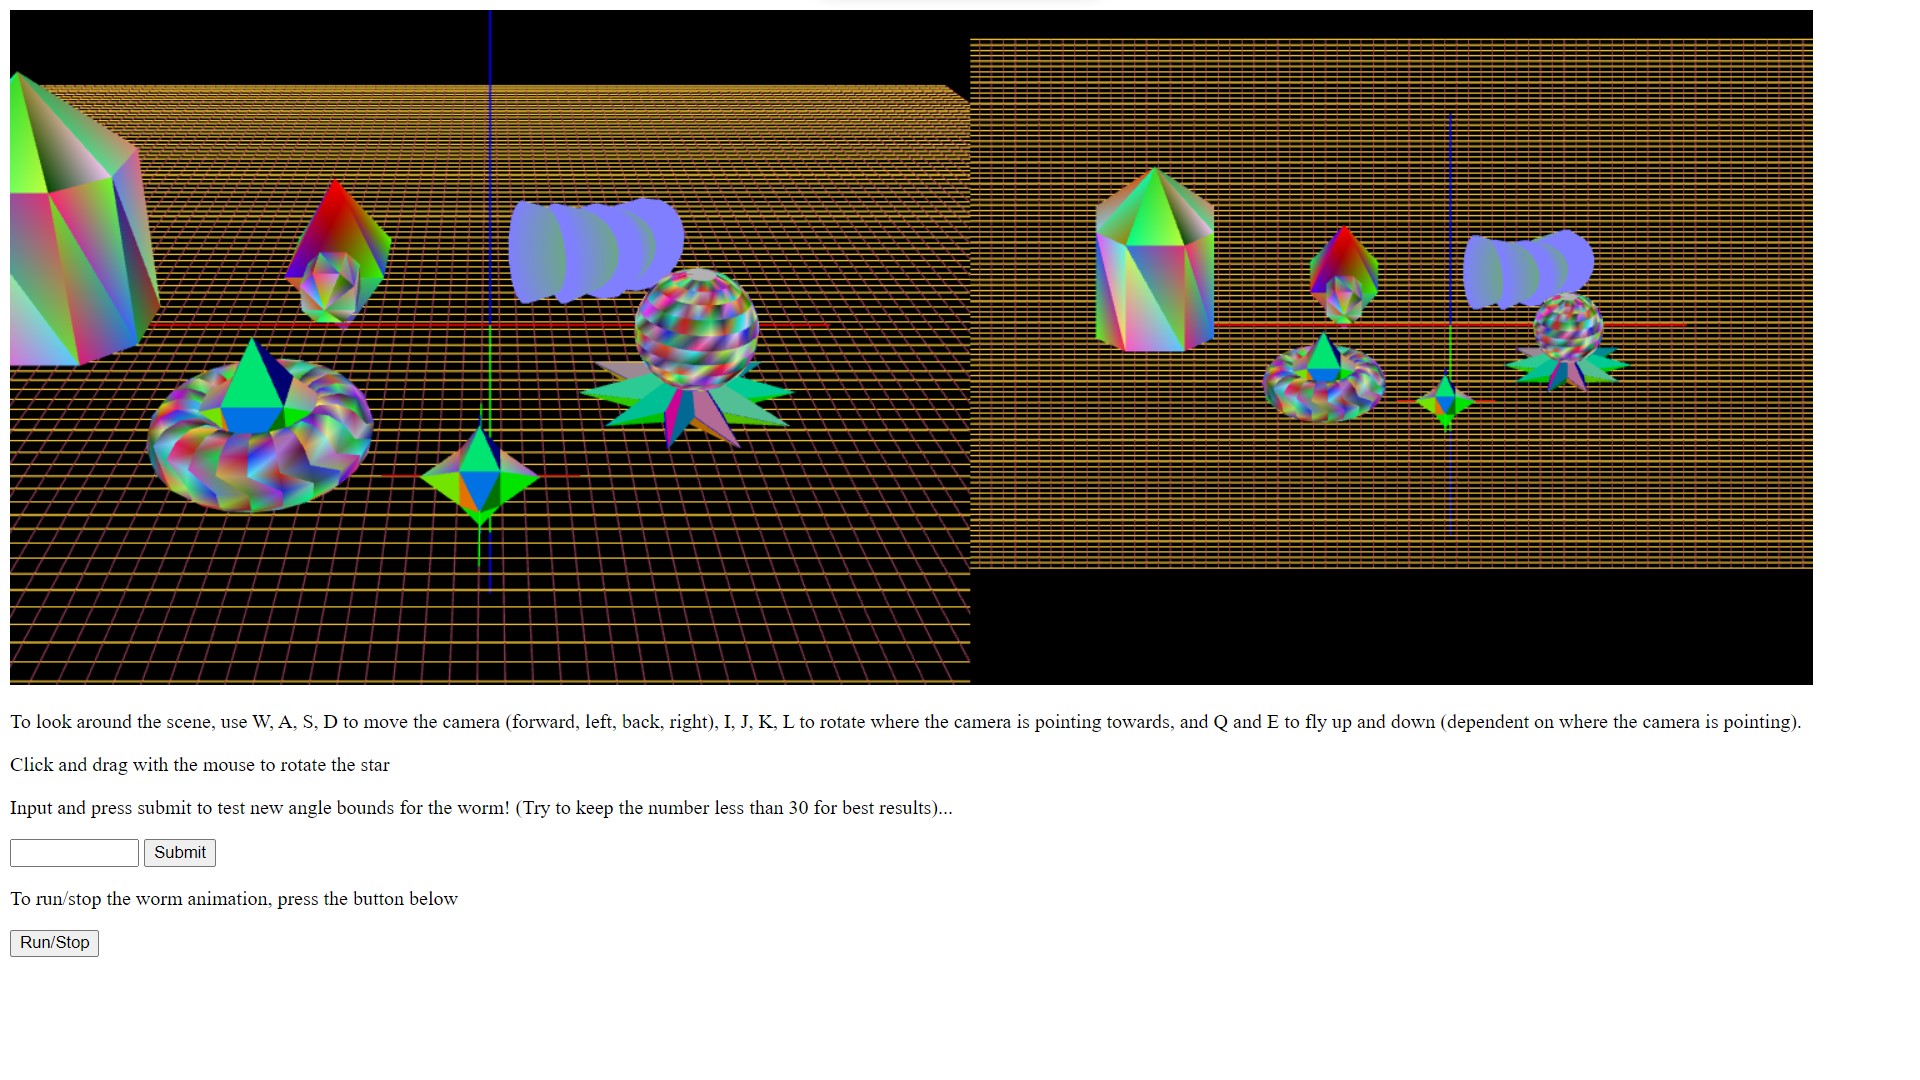 To look around the scene, use W, A, S, D to move the camera (forward, left, back, right), I, J, K, L to rotate where the camera is pointing towards, and Q and E to fly up and down (dependent on where the camera is pointing).
Click and drag with the mouse to rotate the star
Input and press submit to test new angle bounds for the worm! (Try to keep the number less than 30 for best results)...
Submit
To run/stop the worm animation, press the button below
Run/Stop